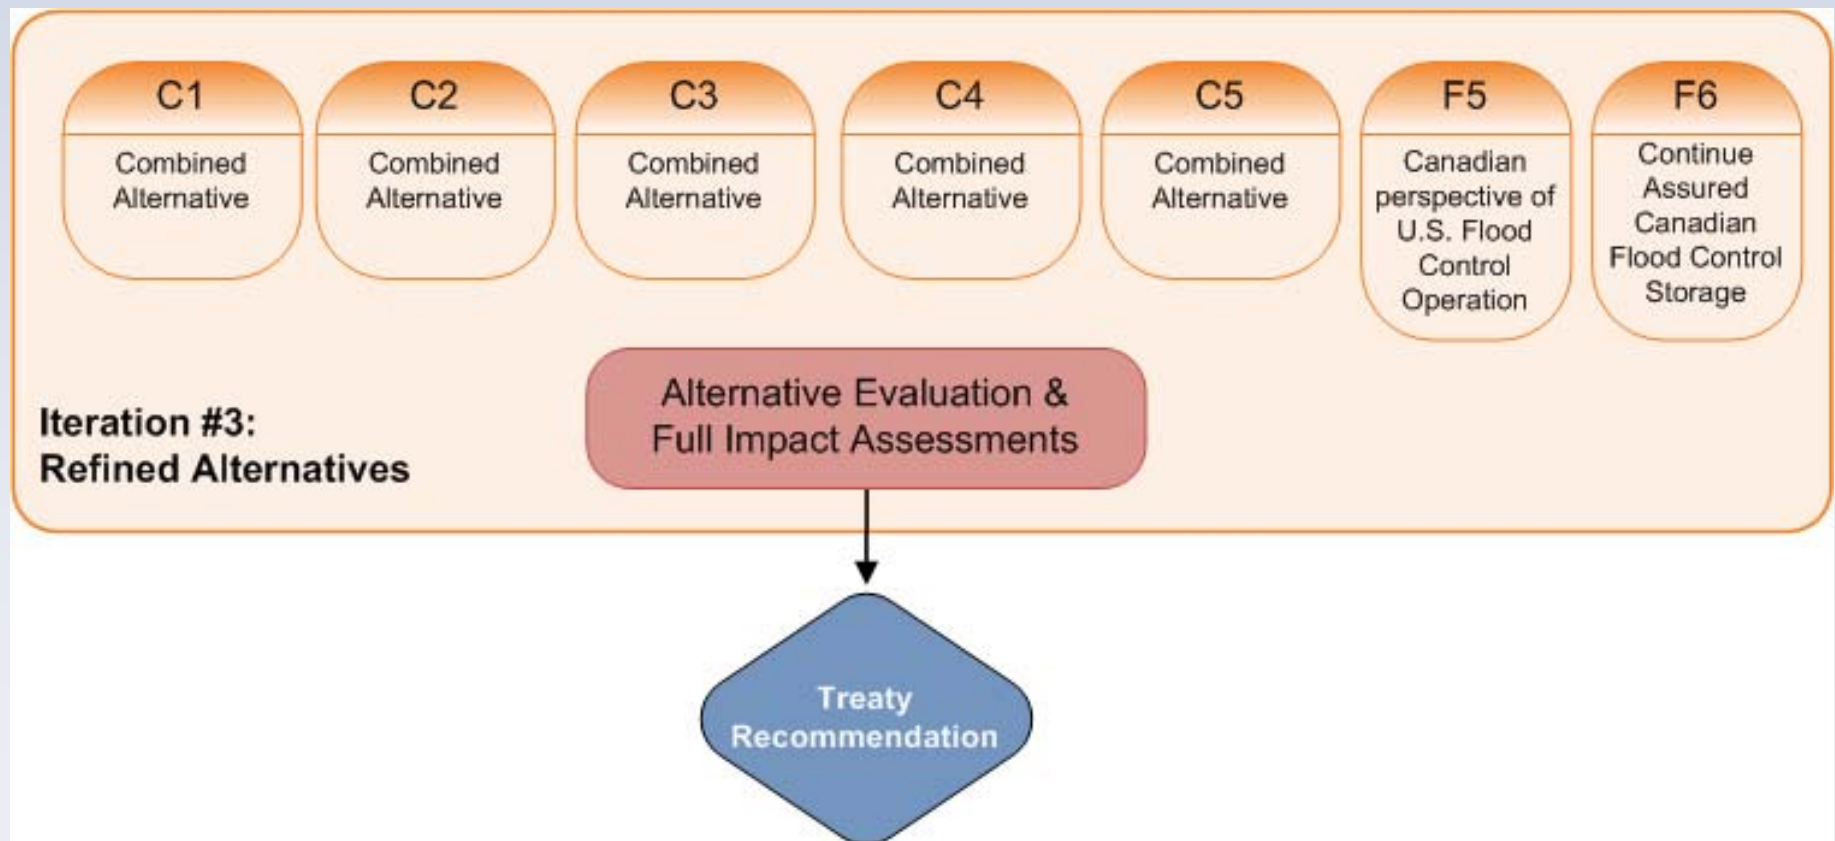 C1
Combined
Alternative
C2
Combined
Alternative
C3
Combined
Alternative
C4
Combined
Alternative
C5
Combined
Alternative
F5
Canadian
perspective of
U.S. Flood
Control
Operation
F6
Continue
Assured
Canadian
Flood Control
Storage
Alternative Evaluation &
Full Impact Assessments
Iteration #3:
Refined Alternatives
Treaty
Recommendation